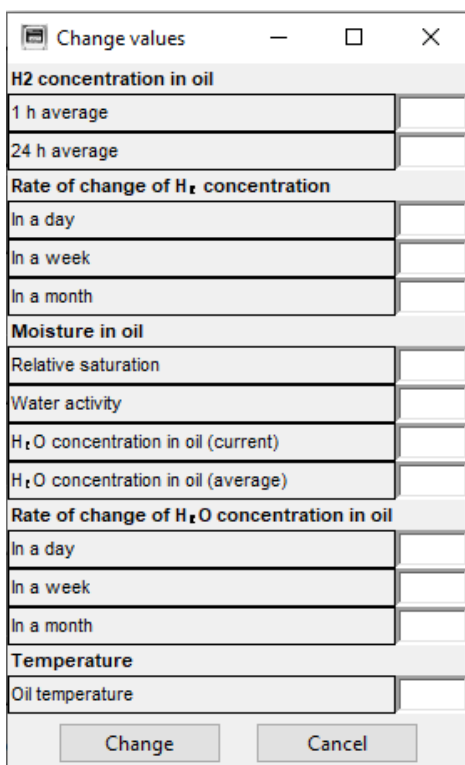 Change values
H2 concentration in oil
1 h average
24 h average
Rate of change of H₂ concentration
In a day
In a week
In a month
Moisture in oil
Relative saturation
Water activity
H₂O concentration in oil (current)
H₂O concentration in oil (average)
Rate of change of H₂O concentration in oil
In a day
In a week
In a month
Temperature
Oil temperature
Change Cancel